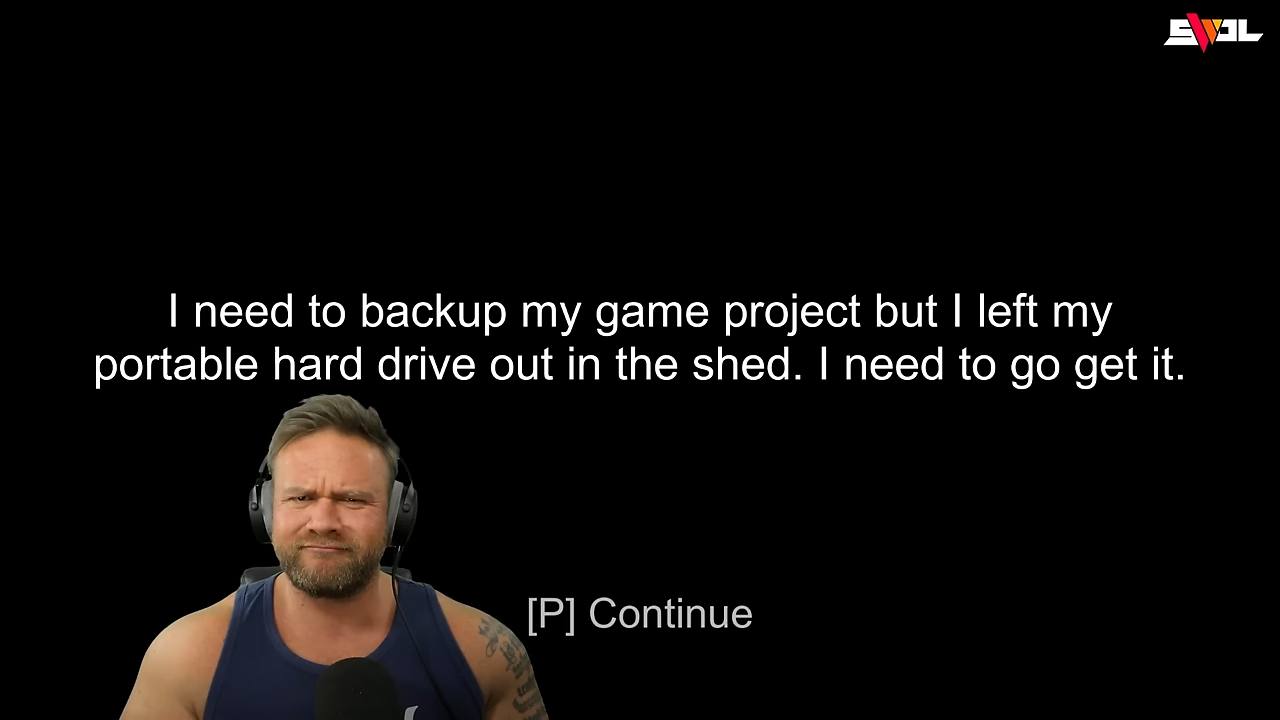 SWOL
I need to backup my game project but I left my
portable hard drive out in the shed. I need to go get it.
[P] Continue